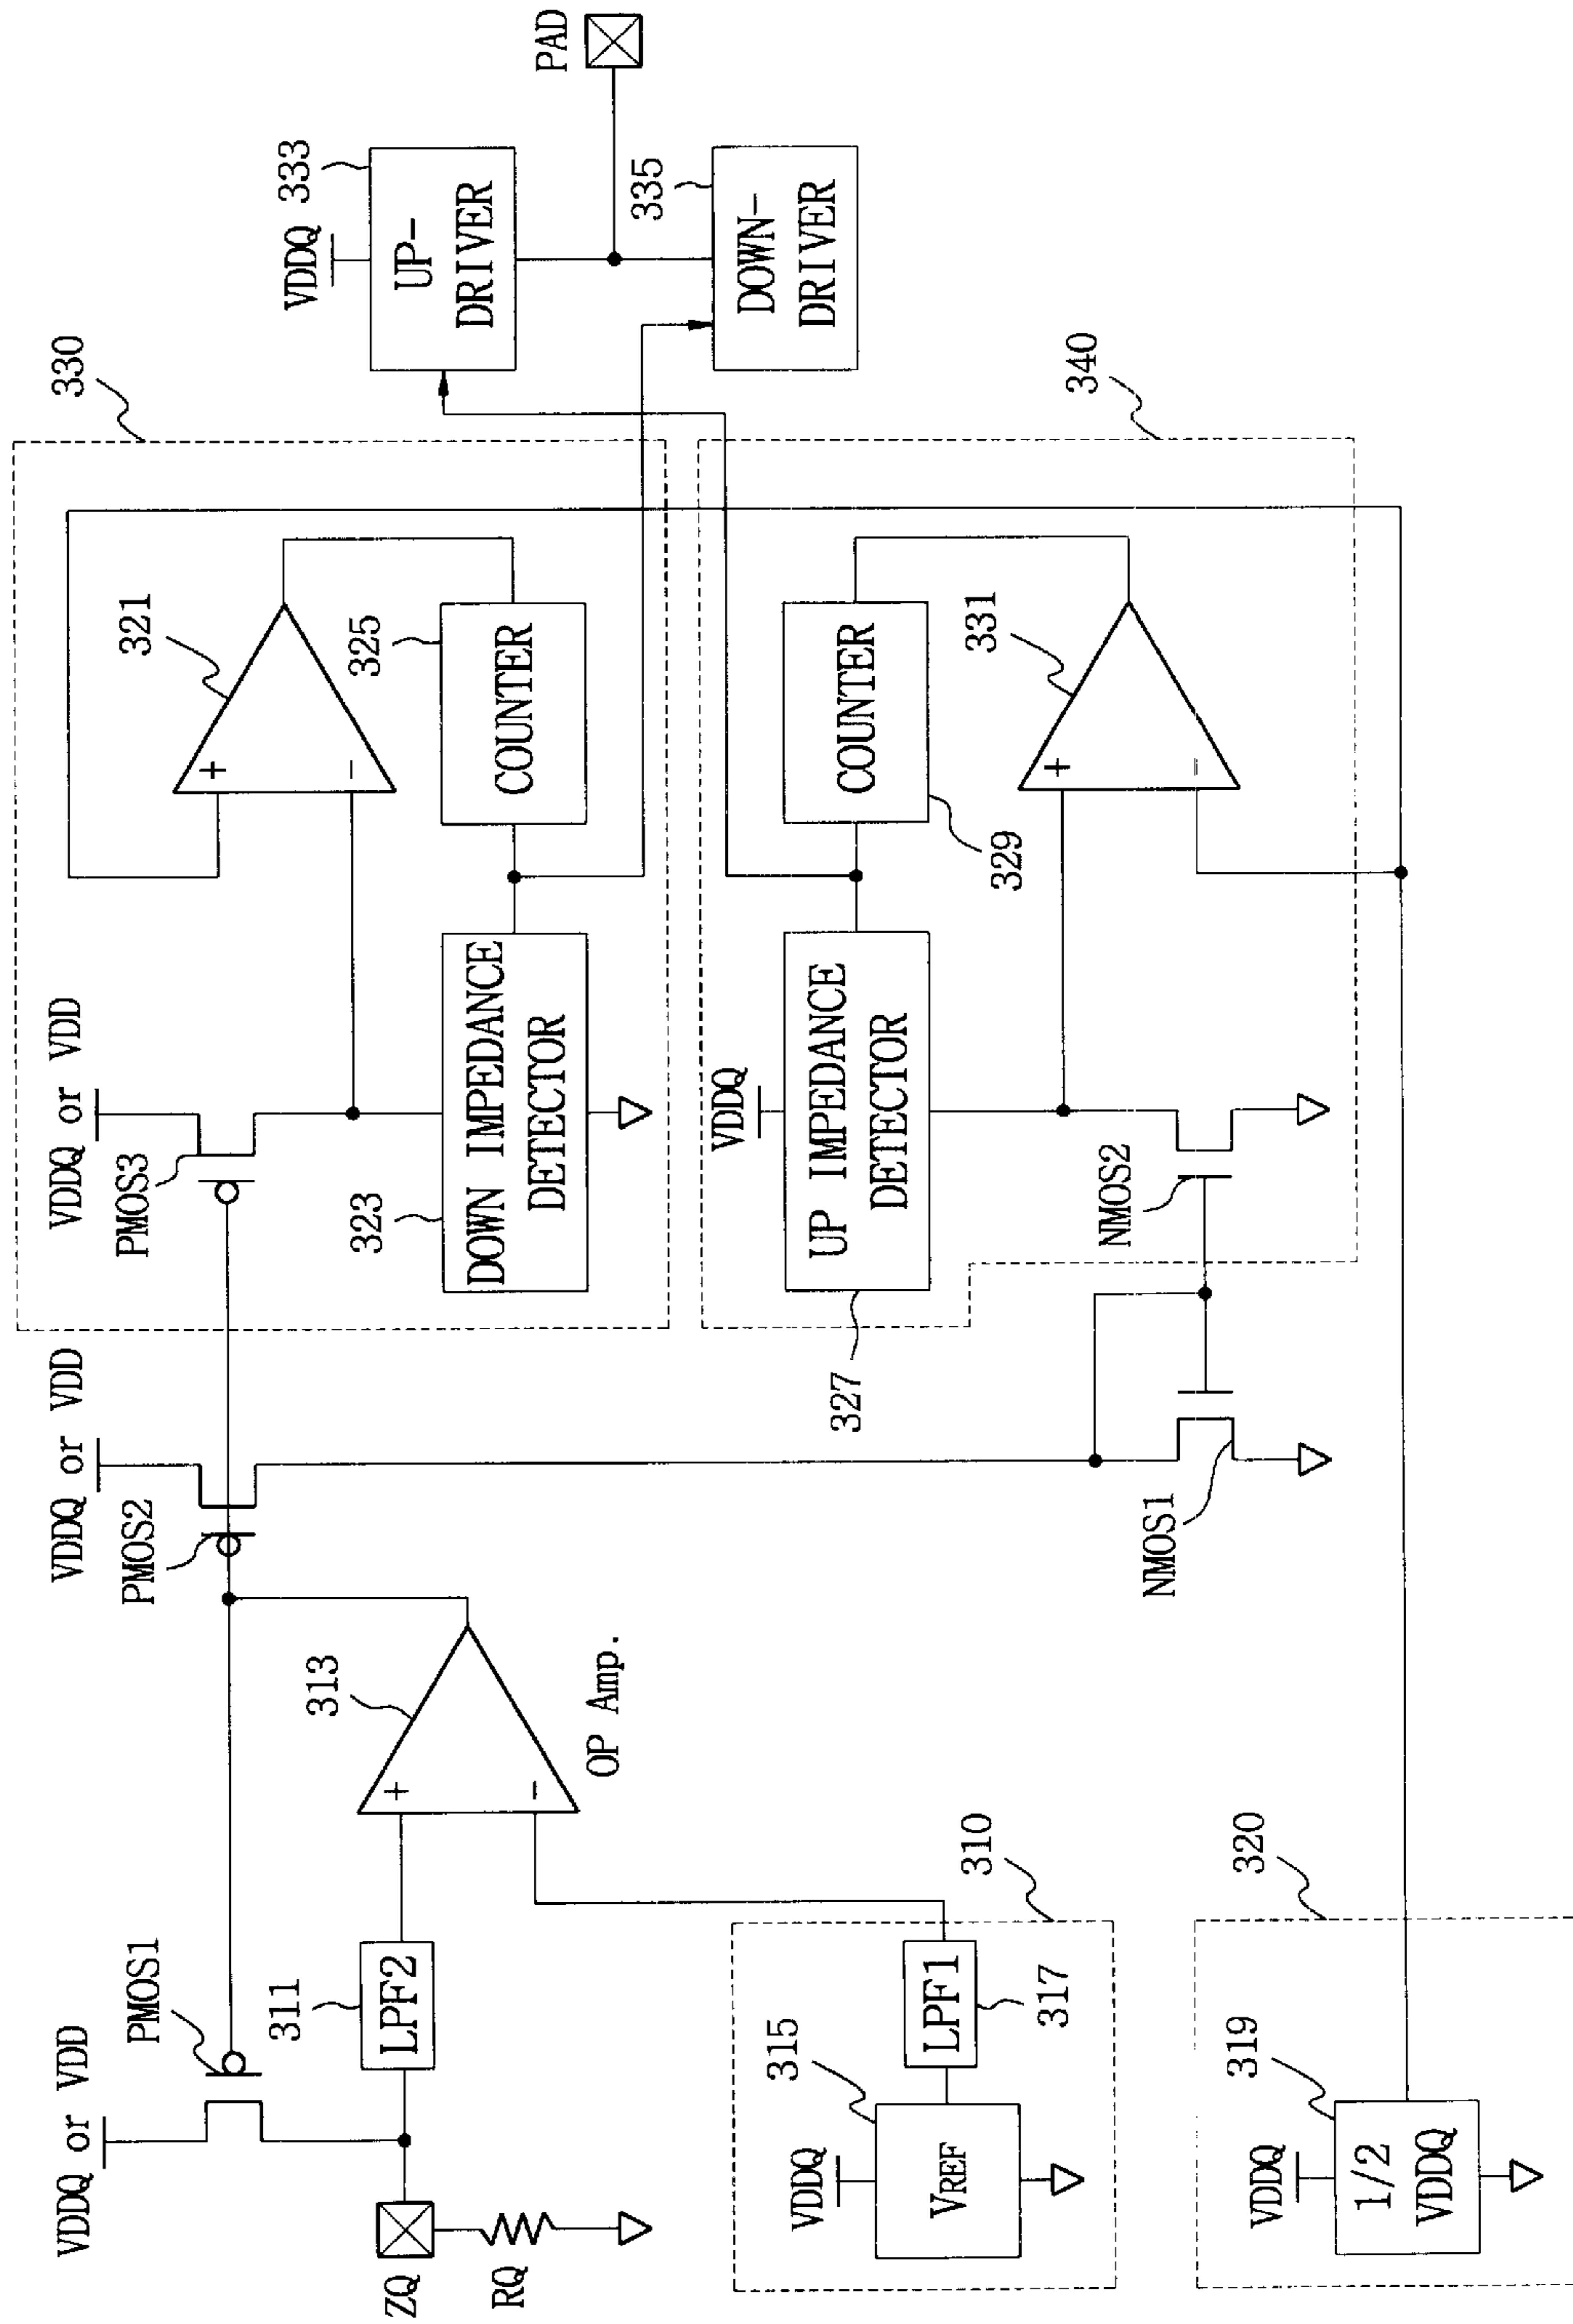 VDDQ or VDD
PMOS1
ZQ
RQ
311
LPF2
313
+
-
OP Amp.
VDDQ
315
VREF
LPF1
317
310
VDDQ
319
1/2
VDDQ
320
VDDQ or VDD
PMOS2
NMOS1
VDDQ or VDD
PMOS3
330
321
+
-
325
COUNTER
323
DOWN IMPEDANCE
DETECTOR
VDDQ
UP IMPEDANCE
DETECTOR
327
COUNTER
329
331
+
=
NMOS2
340
VDDQ
333
UP-
DRIVER
PAD
335
DOWN-
DRIVER